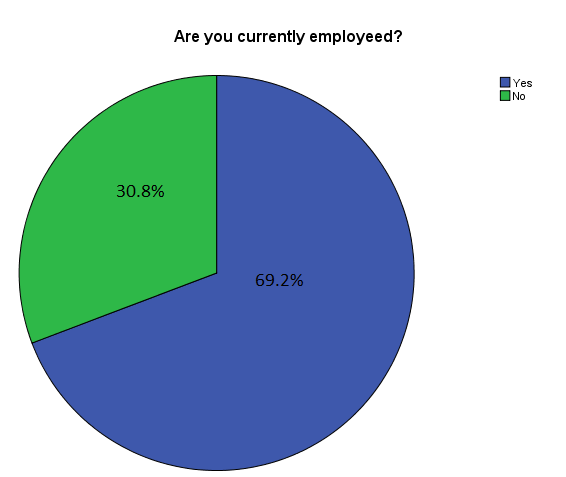 Are you currently employeed?
Yes
No
30.8%
69.2%